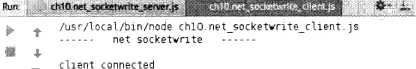 Run: ch10.net_socketwrite_server.js ch10.net_socketwrite_client.js
/usr/local/bin/node ch10.net_socketwrite_client.js
------ net socketwrite ------
client connected